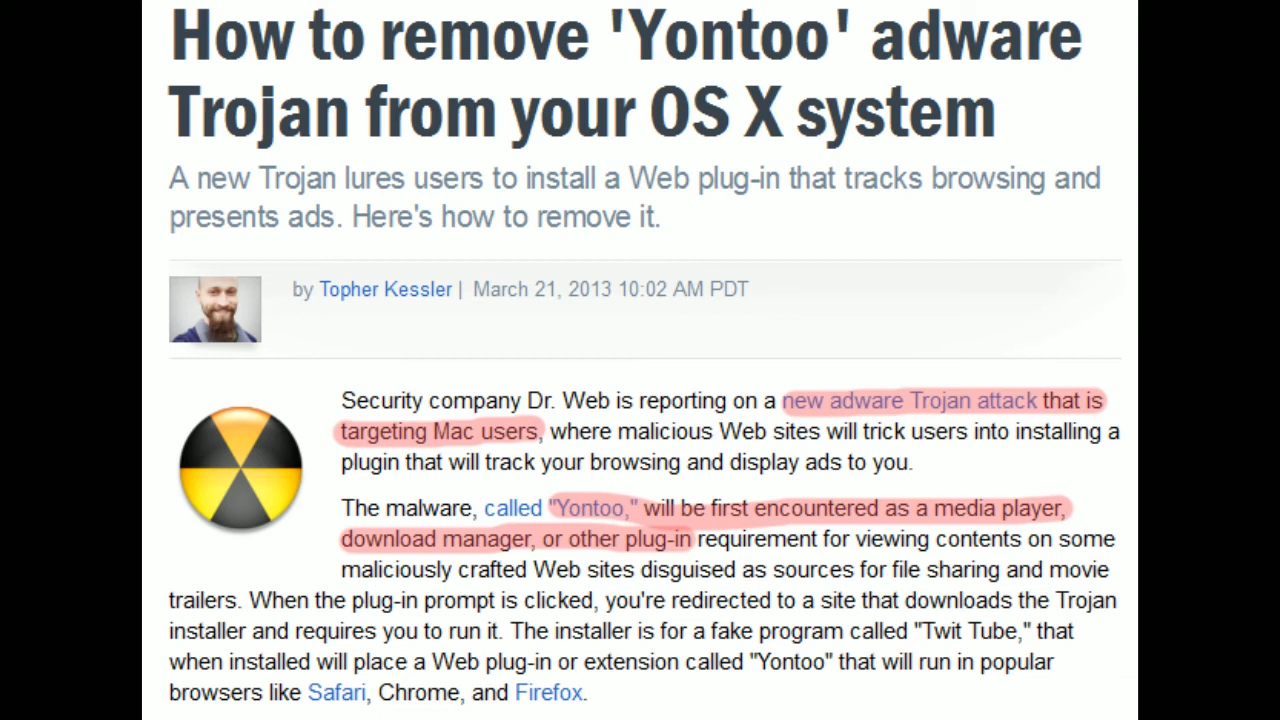 How to remove 'Yontoo' adware
Trojan from your OS X system
A new Trojan lures users to install a Web plug-in that tracks browsing and
presents ads. Here's how to remove it.
by Topher Kessler | March 21, 2013 10:02 AM PDT
Security company Dr. Web is reporting on a new adware Trojan attack that is
targeting Mac users, where malicious Web sites will trick users into installing a
plugin that will track your browsing and display ads to you.
The malware, called "Yontoo," will be first encountered as a media player,
download manager, or other plug-in requirement for viewing contents on some
maliciously crafted Web sites disguised as sources for file sharing and movie
trailers. When the plug-in prompt is clicked, you're redirected to a site that downloads the Trojan
installer and requires you to run it. The installer is for a fake program called "Twit Tube," that
when installed will place a Web plug-in or extension called "Yontoo" that will run in popular
browsers like Safari, Chrome, and Firefox.